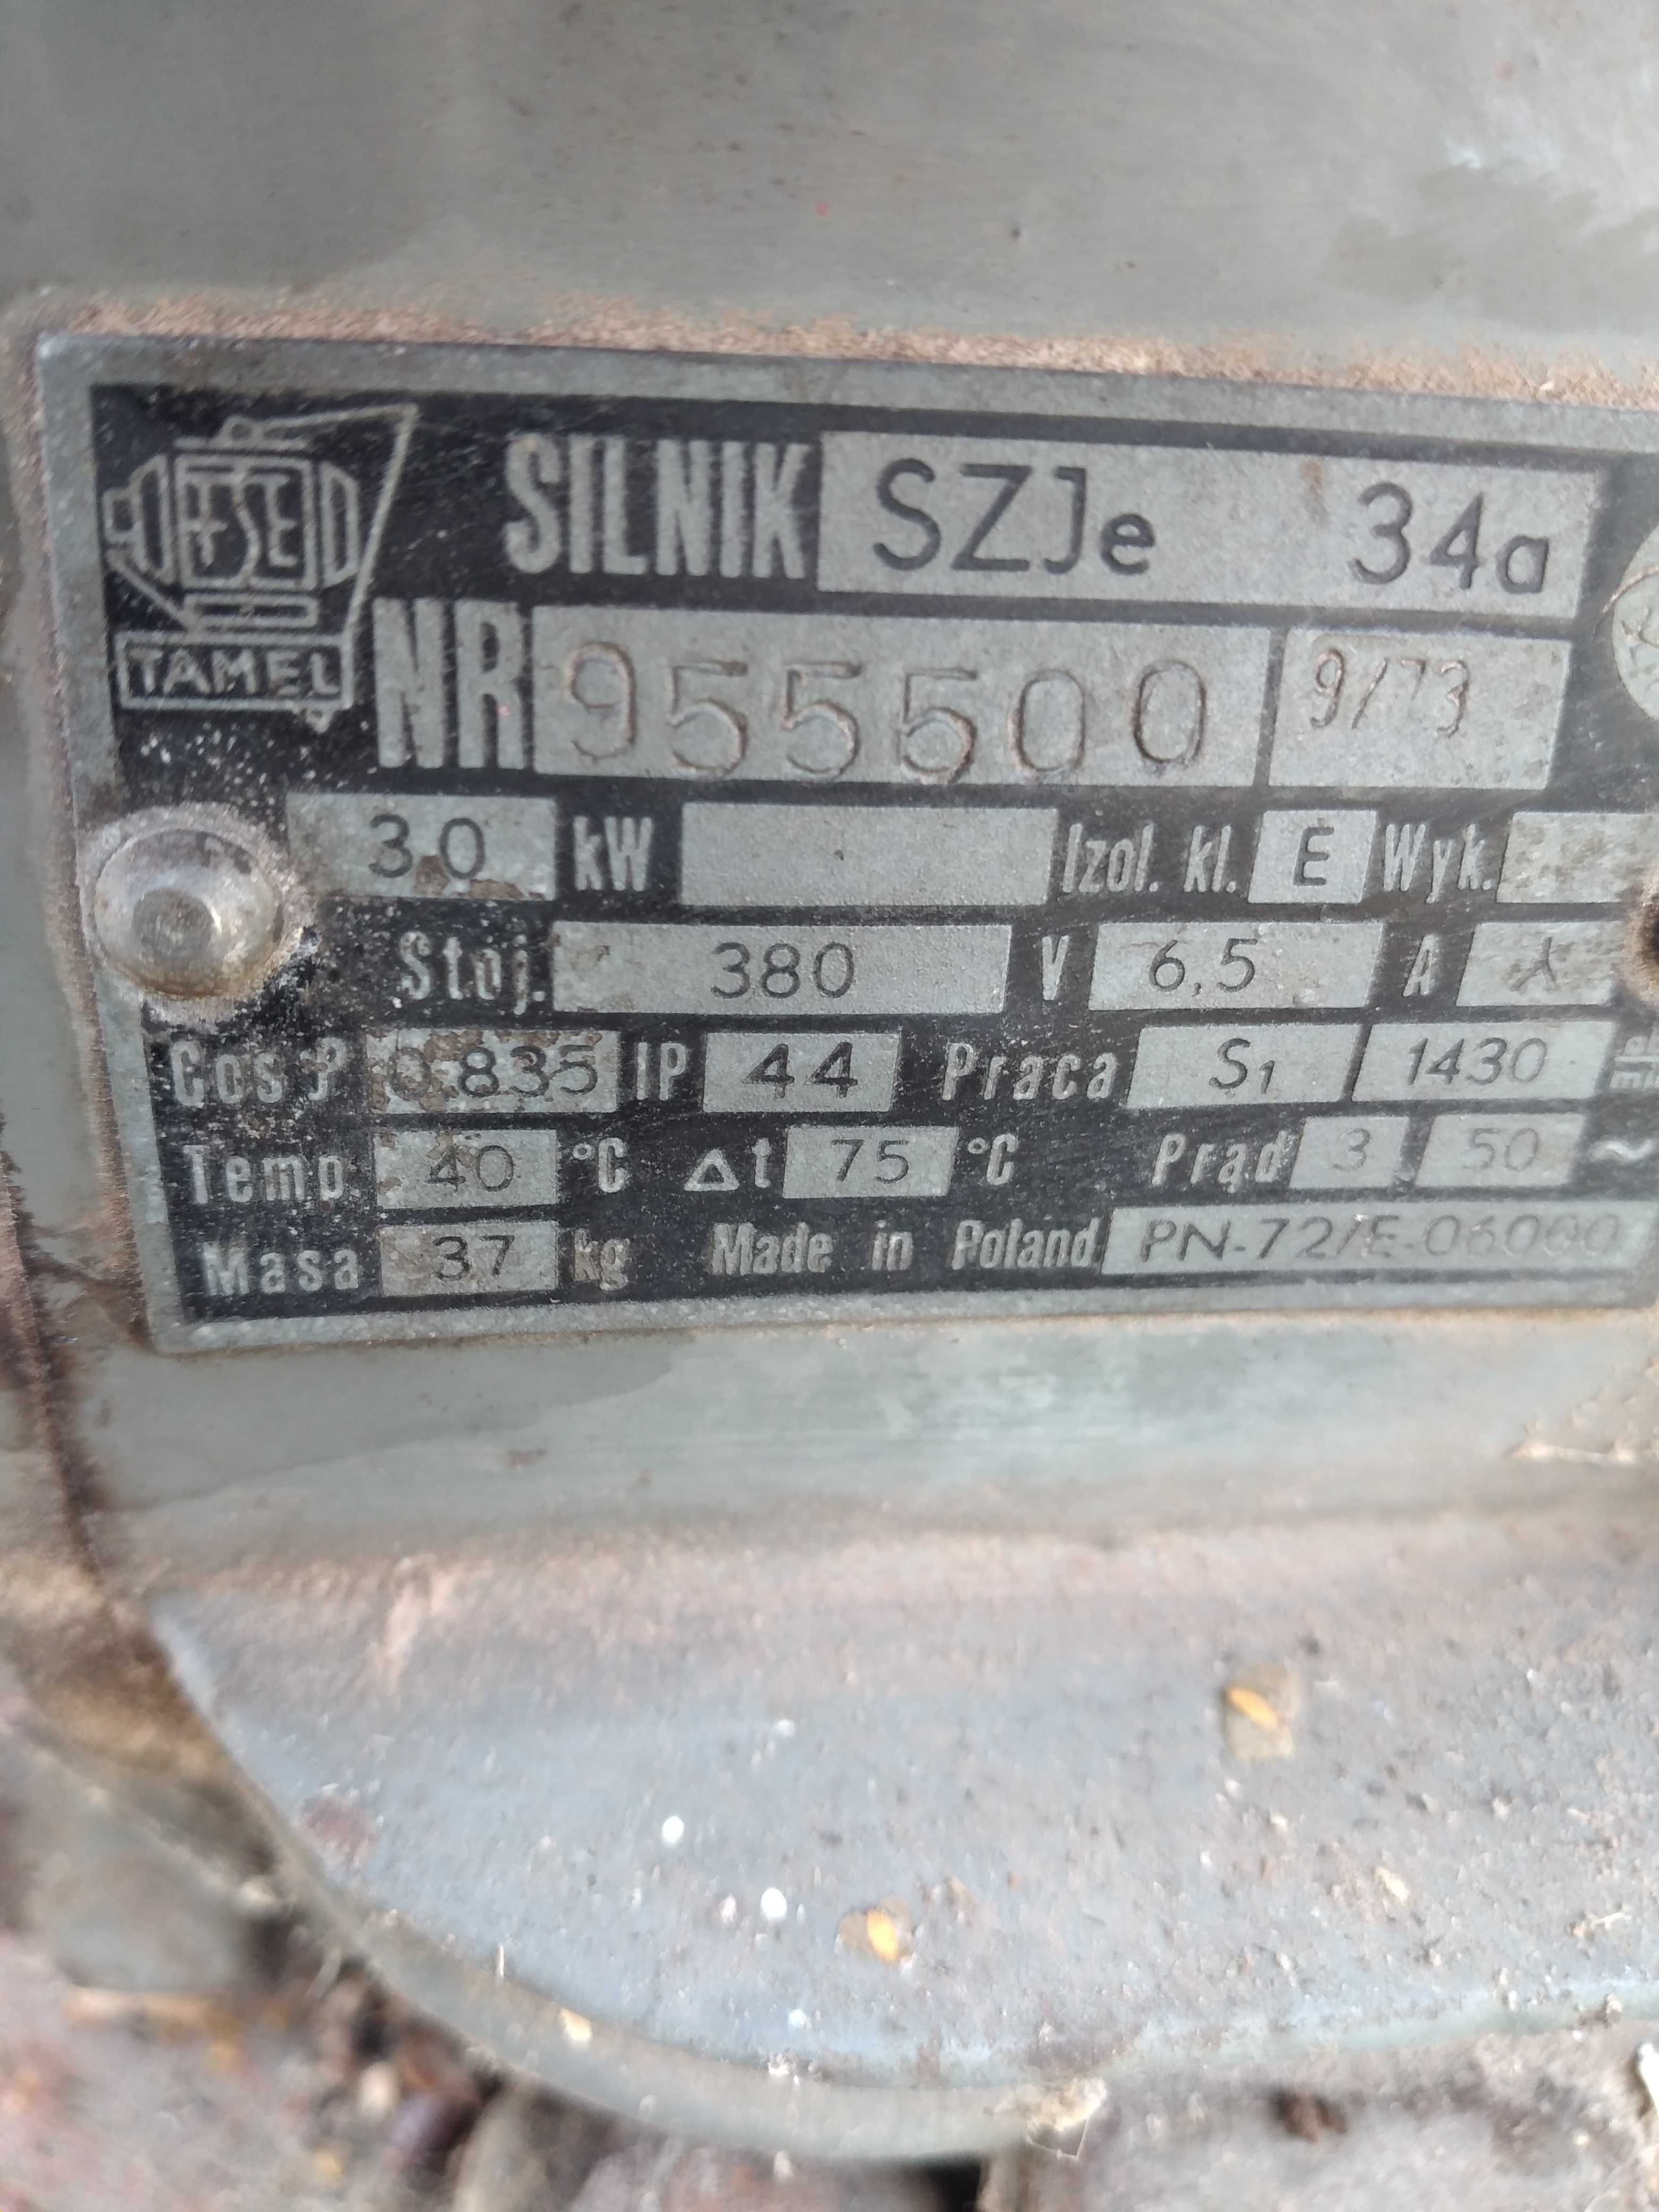 SILNIK SZJe 34a
TAMEL
NR 955500 9/73
3.0 kW Izol. kl. E Wyk.
Stoj. 380 V 6,5 A
Cos φ 0.835 IP 44 Praca S1 1430
Temp. 40 °C Δt 75 °C Prąd 3 50 ~
Masa 37 kg Made in Poland PN-72/E-06000